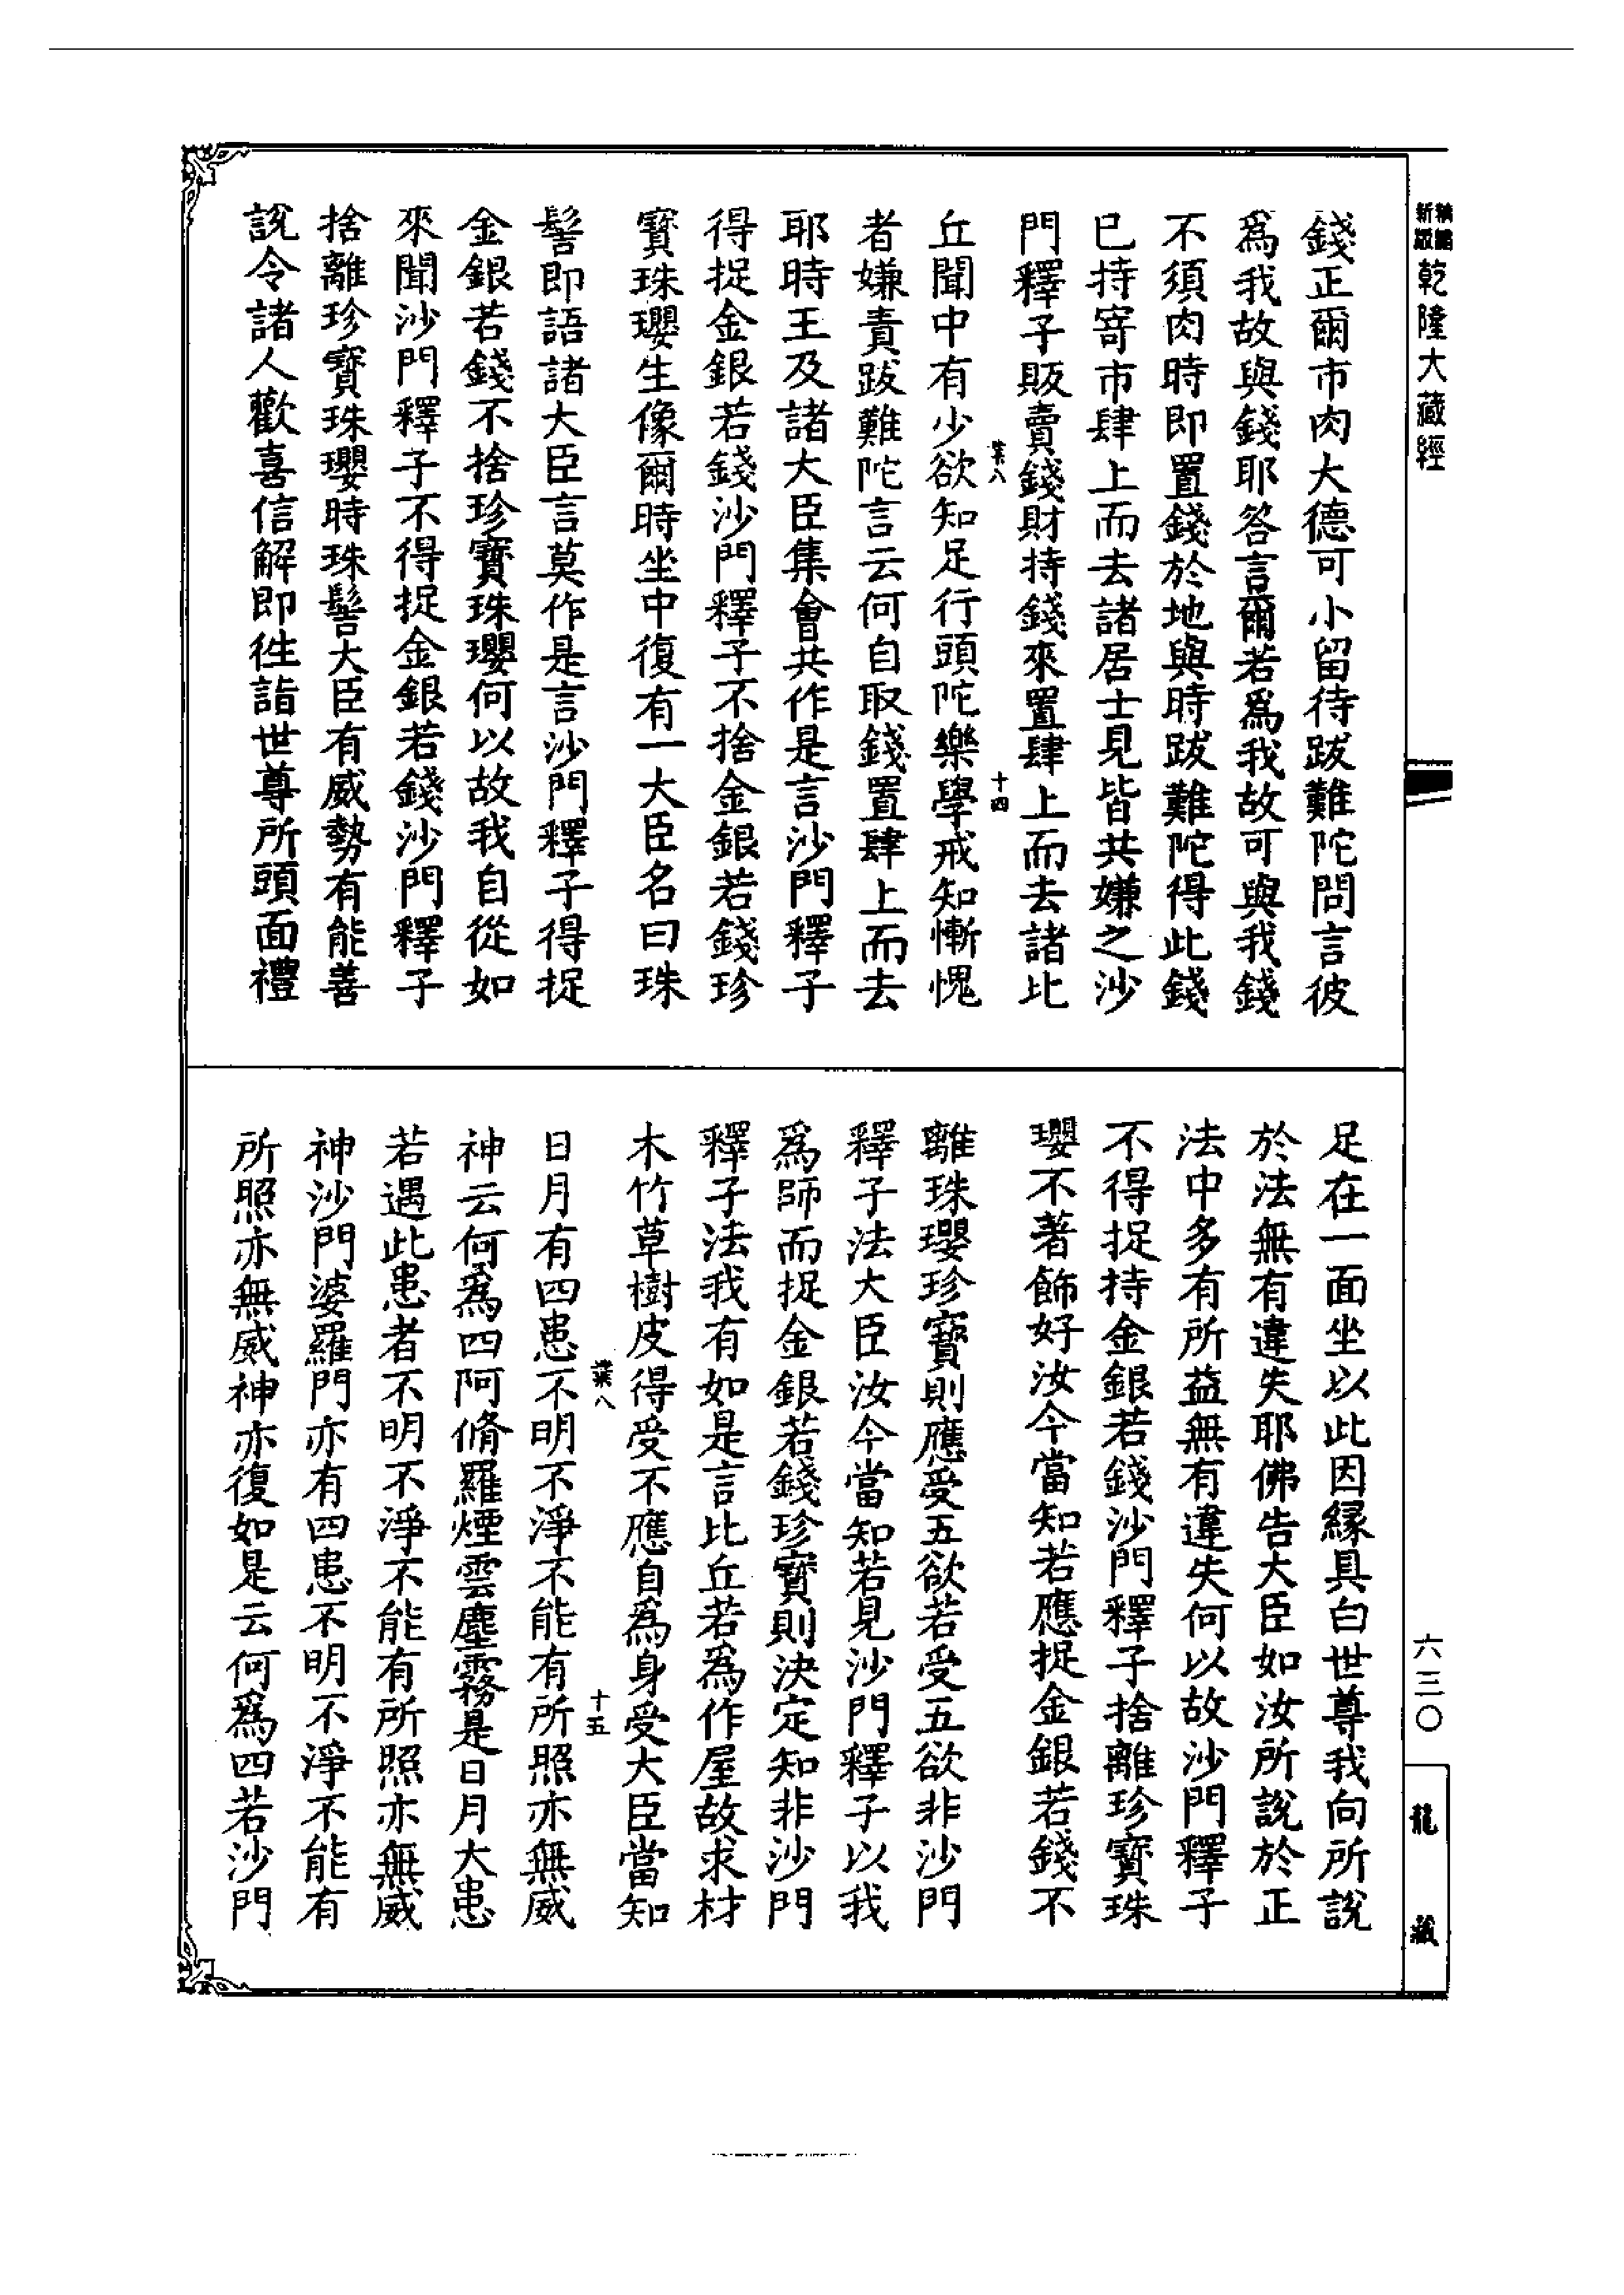 新編
縮版
乾隆大藏經
六三〇
龍藏
錢正爾市肉大德可小留待跋難陀問言彼
爲我故與錢耶答言爾若爲我故可與我錢
不須肉時即置錢於地與時跋難陀得此錢
已持寄市肆上而去諸居士見皆共嫌之沙
門釋子販賣錢財持錢來置肆上而去諸比
葉八
十四
丘聞中有少欲知足行頭陀樂學戒知慚愧
者嫌責跋難陀言云何自取錢置肆上而去
耶時王及諸大臣集會共作是言沙門釋子
得捉金銀若錢沙門釋子不捨金銀若錢珍
寶珠瓔生像爾時坐中復有一大臣名曰珠
髻即語諸大臣言莫作是言沙門釋子得捉
金銀若錢不捨珍寶珠瓔何以故我自從如
來聞沙門釋子不得捉金銀若錢沙門釋子
捨離珍寶珠瓔時珠髻大臣有威勢有能善
說令諸人歡喜信解即徃詣世尊所頭面禮
足在一面坐以此因緣具白世尊我向所說
於法無有違失耶佛告大臣如汝所說於正
法中多有所益無有違失何以故沙門釋子
不得捉持金銀若錢沙門釋子捨離珍寶珠
瓔不著飾好汝今當知若應捉金銀若錢不
離珠瓔珍寶則應受五欲若受五欲非沙門
釋子法大臣汝今當知若見沙門釋子以我
爲師而捉金銀若錢珍寶則決定知非沙門
釋子法我有如是言比丘若爲作屋故求材
木竹草樹皮得受不應自爲身受大臣當知
葉八
十五
日月有四患不明不淨不能有所照亦無威
神云何爲四阿脩羅煙雲塵霧是日月大患
若遇此患者不明不淨不能有所照亦無威
神沙門婆羅門亦有四患不明不淨不能有
所照亦無威神亦復如是云何爲四若沙門